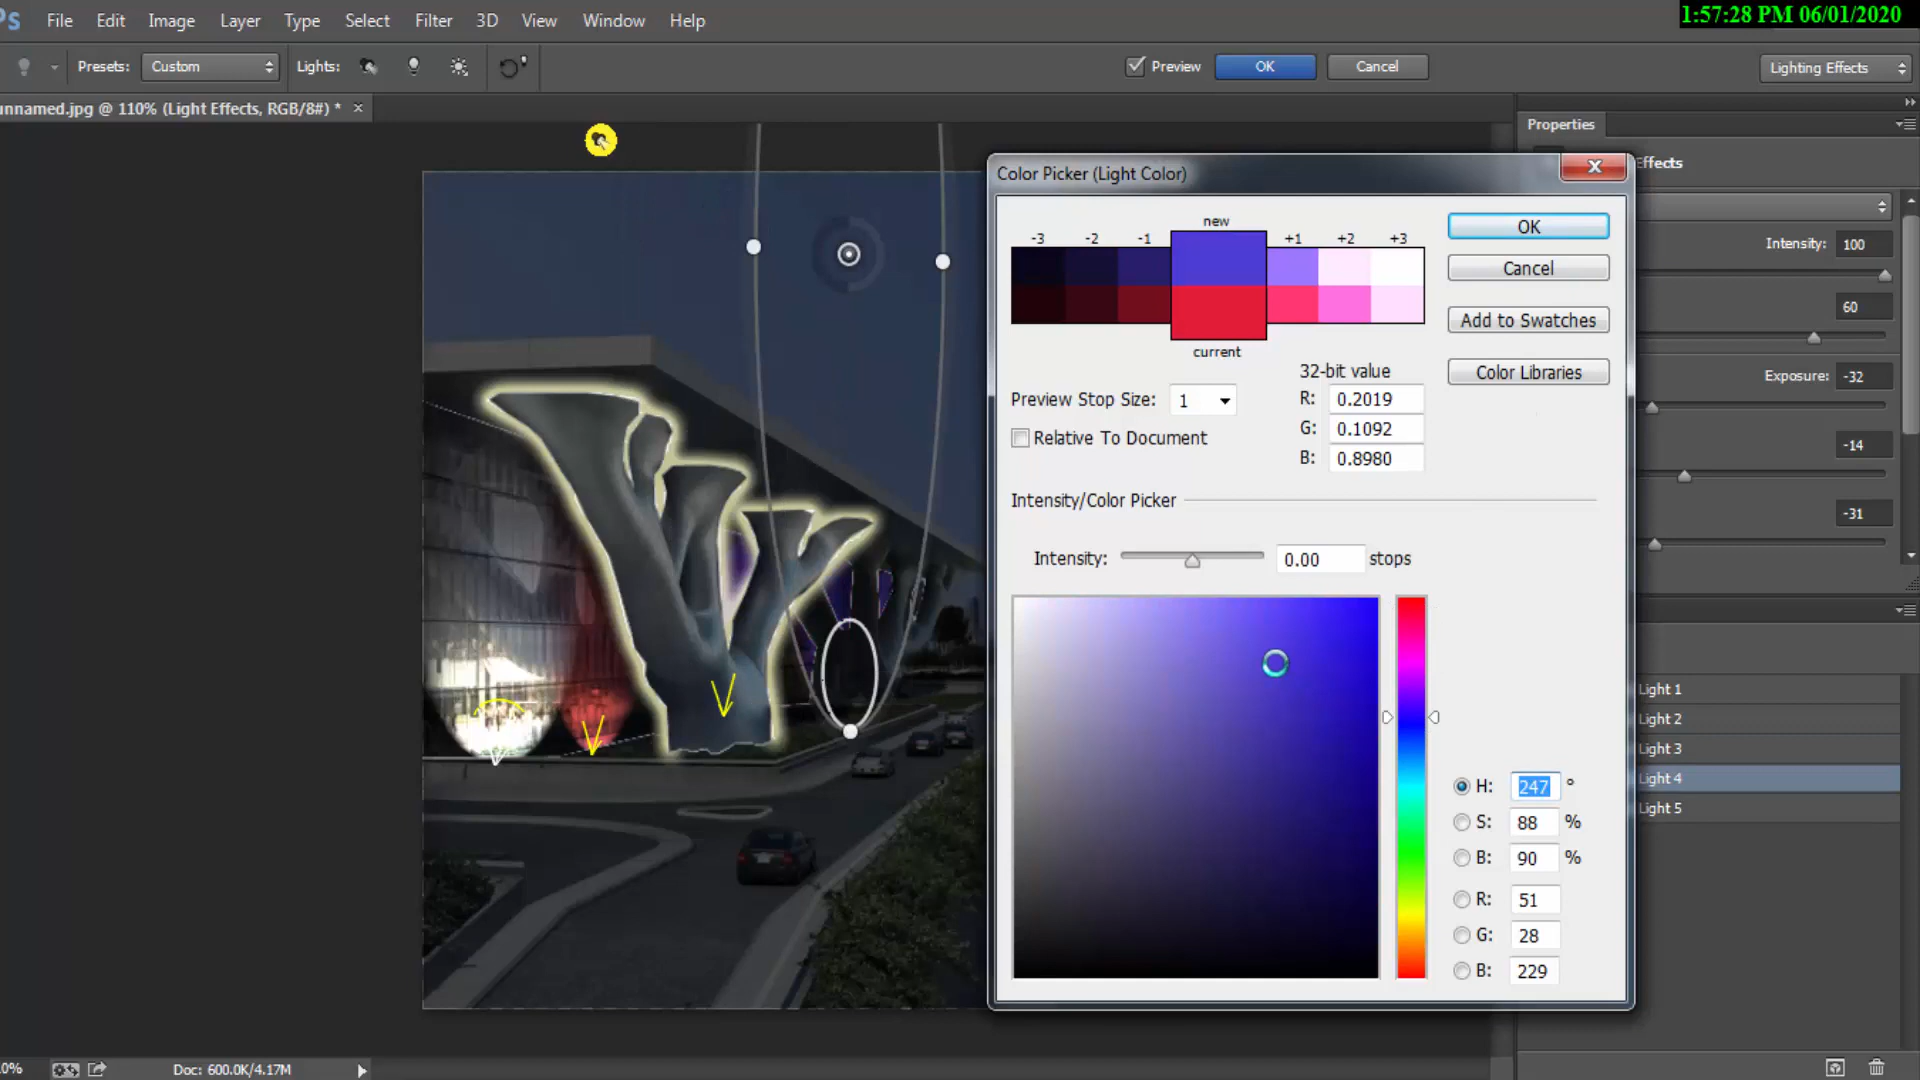 Ps File Edit Image Layer Type Select Filter 3D View Window Help
1:57:28 PM 06/01/2020
Presets: Custom Lights: Preview OK Cancel Lighting Effects
unnamed.jpg @ 110% (Light Effects, RGB/8#) * ×
Properties
Effects
Color Picker (Light Color)
new
-3 -2 -1 +1 +2 +3
current
OK
Cancel
Add to Swatches
Color Libraries
32-bit value
Preview Stop Size: 1
R: 0.2019
Relative To Document
G: 0.1092
B: 0.8980
Intensity/Color Picker
Intensity: 0.00 stops
H: 247 °
S: 88 %
B: 90 %
R: 51
G: 28
B: 229
Intensity: 100
60
Exposure: -32
-14
-31
Light 1
Light 2
Light 3
Light 4
Light 5
0% Doc: 600.0K/4.17M